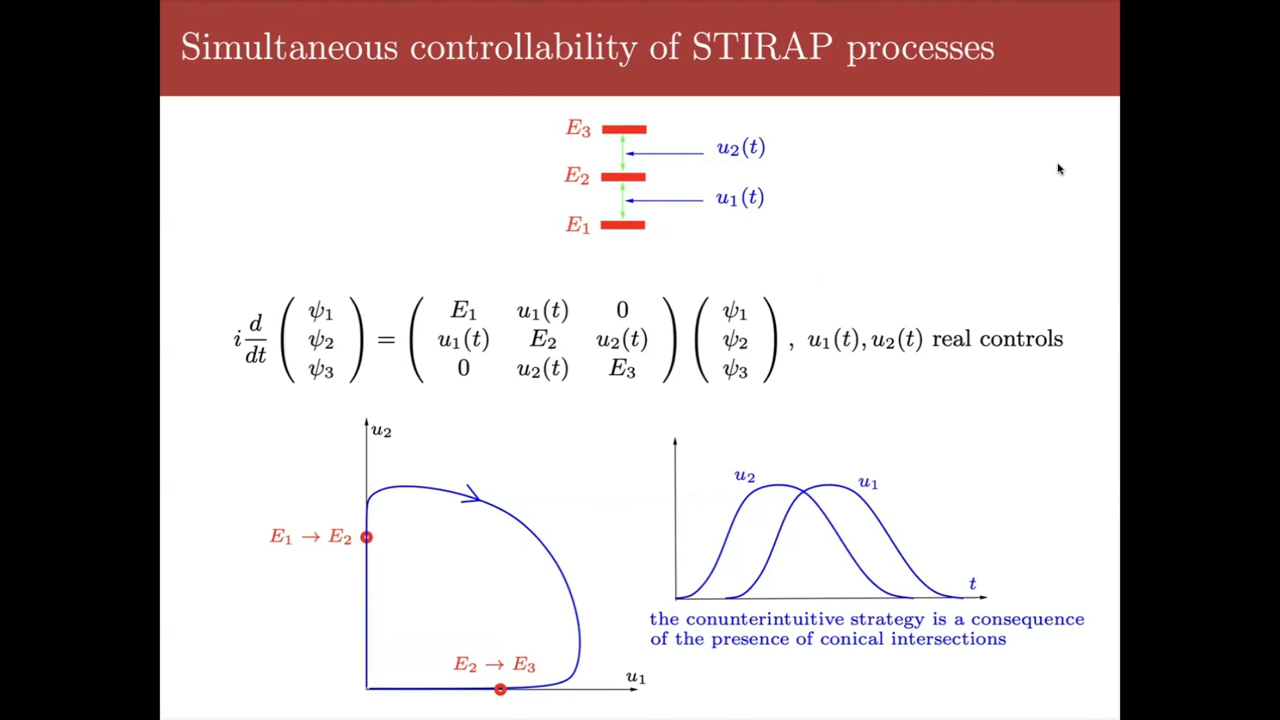 Simultaneous controllability of STIRAP processes
E₃
u₂(t)
E₂
u₁(t)
E₁
i d/dt ( ψ₁ ψ₂ ψ₃ ) = ( E₁ u₁(t) 0 ; u₁(t) E₂ u₂(t) ; 0 u₂(t) E₃ ) ( ψ₁ ψ₂ ψ₃ ) , u₁(t), u₂(t) real controls
u₂
E₁ → E₂
E₂ → E₃
u₁
u₂
u₁
t
the conunterintuitive strategy is a consequence
of the presence of conical intersections